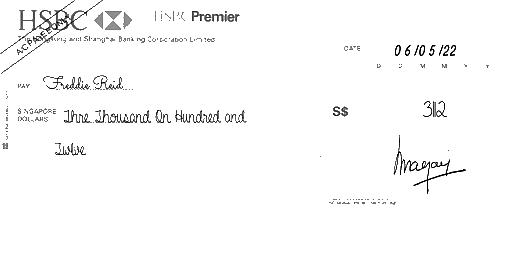 HSBC HSBC Premier
The Hongkong and Shanghai Banking Corporation Limited
A/C PAYEE ONLY
DATE 06/05/22
D D M M Y Y
PAY Freddie Reid
SINGAPORE DOLLARS Thre Thousand On Hundred and
Twlve
S$ 3112